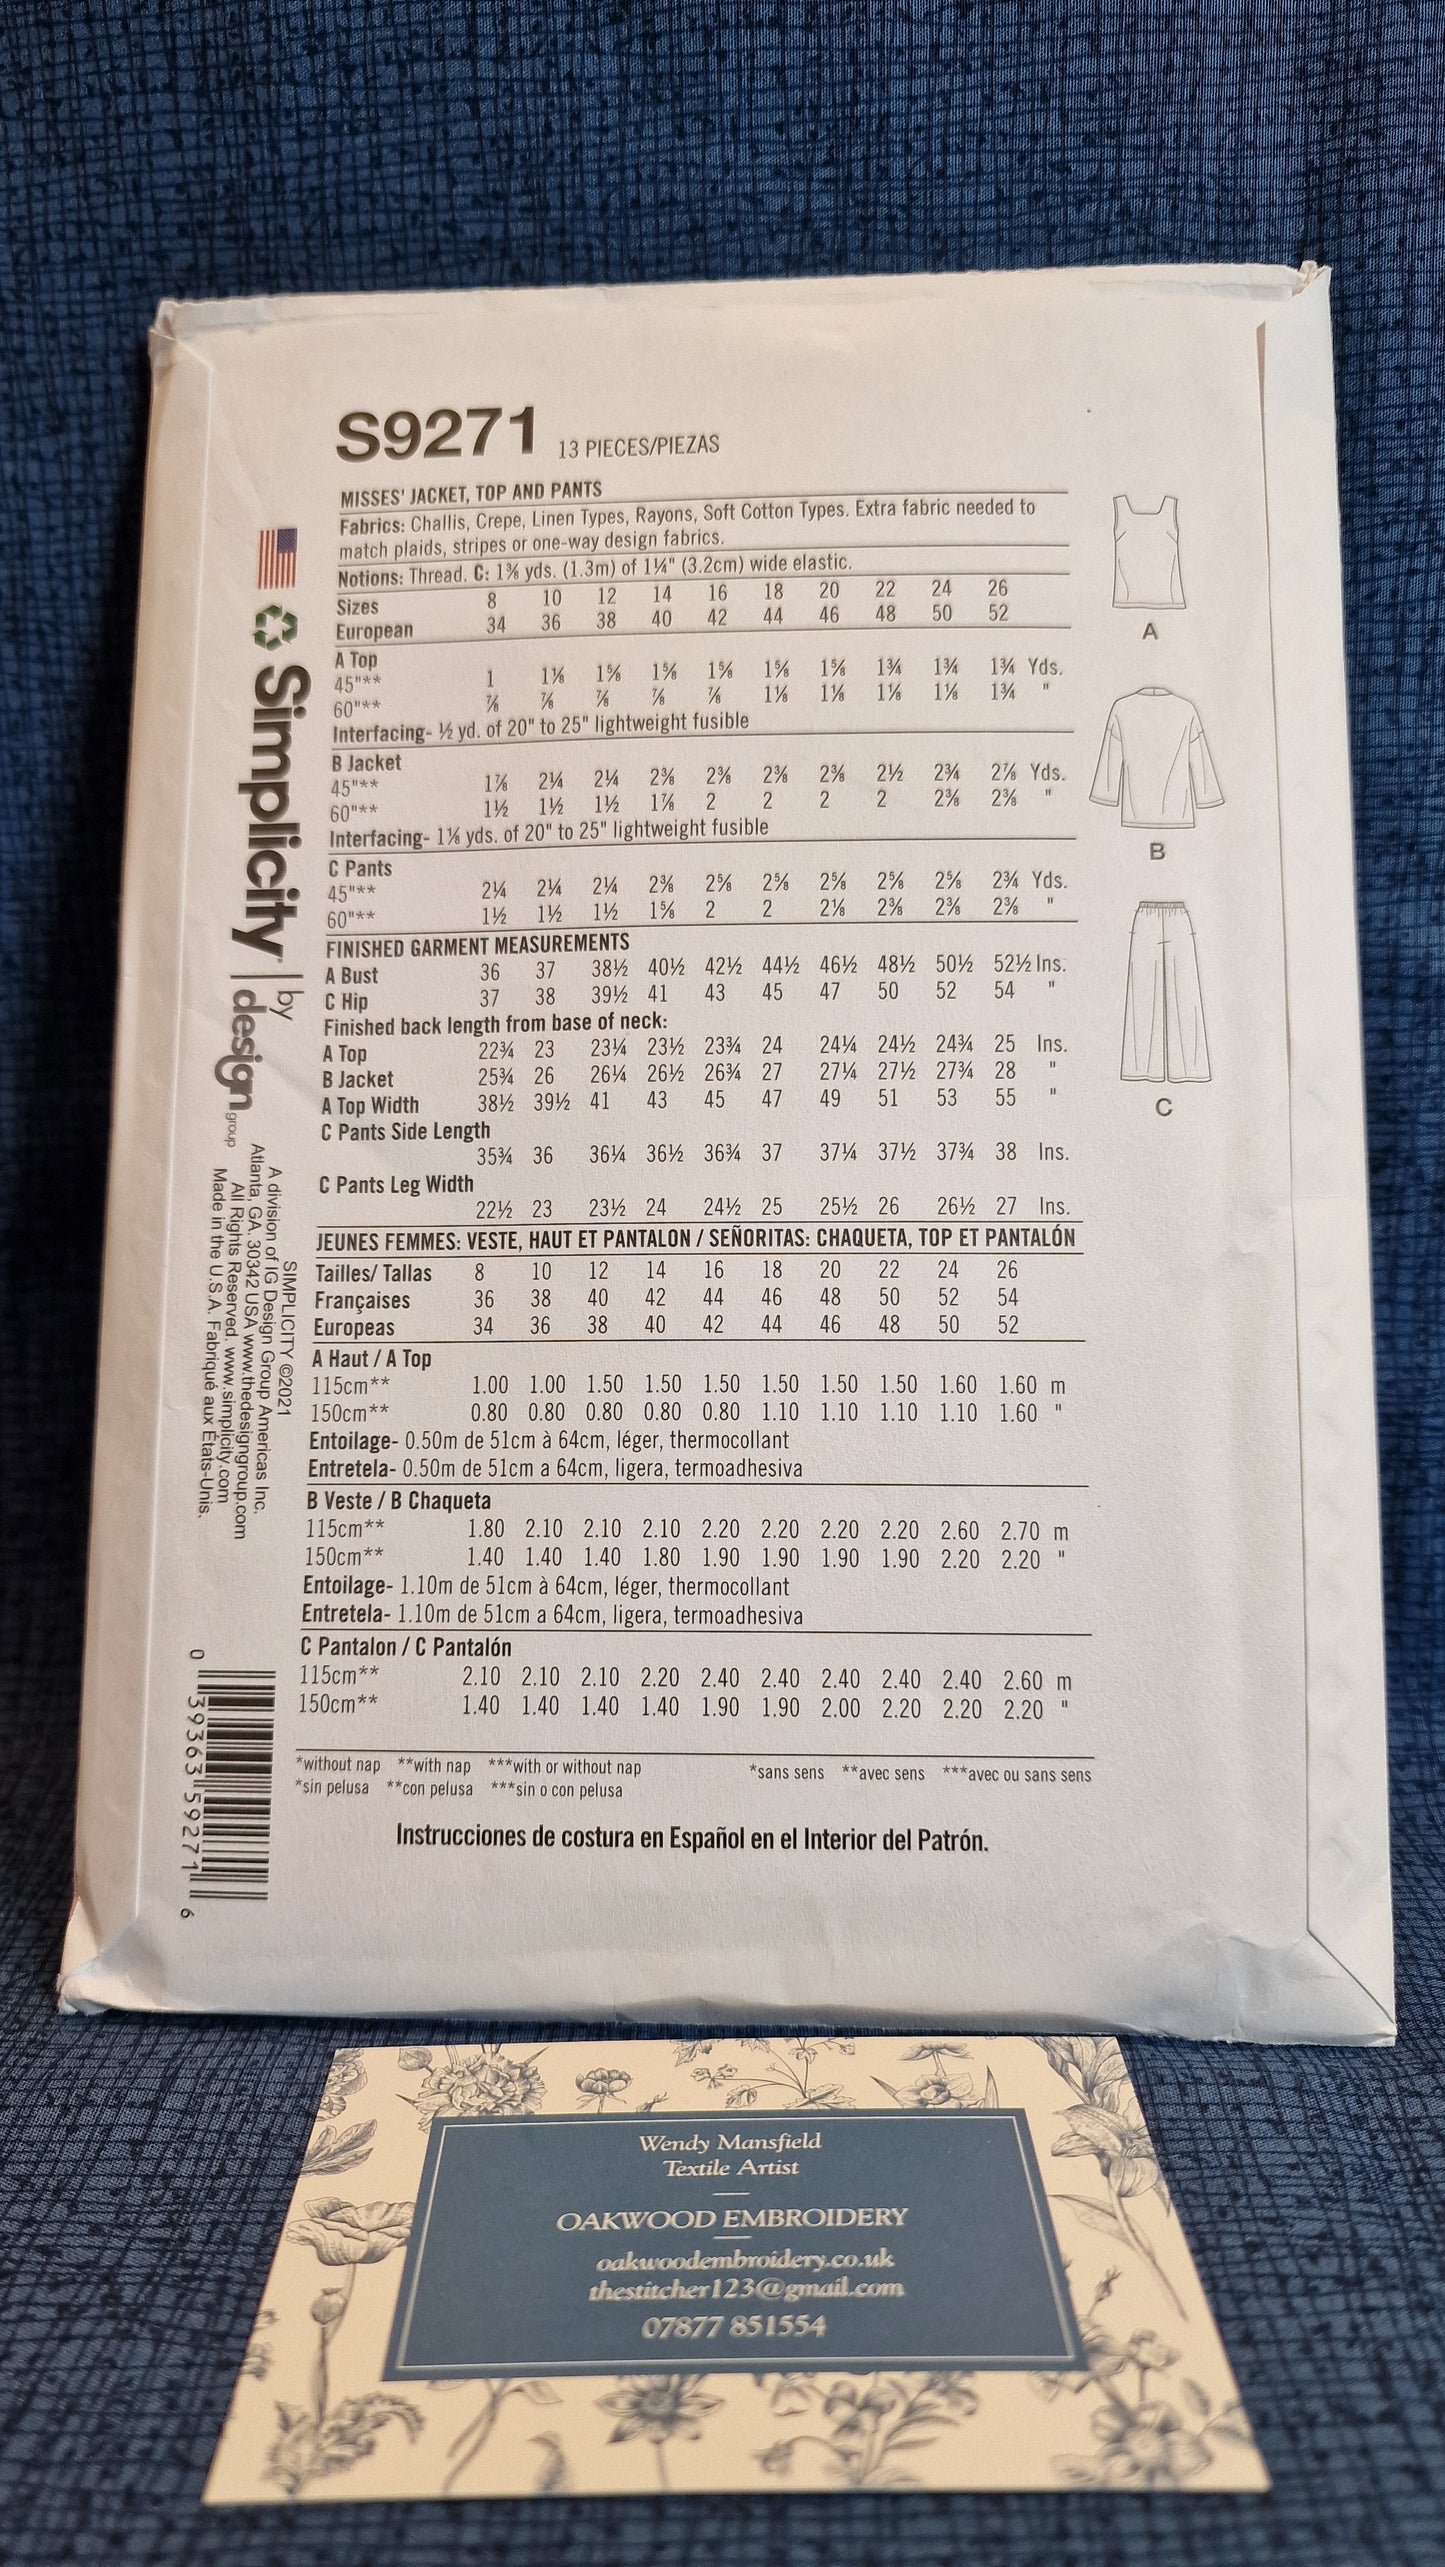 S9271 13 PIECES/PIEZAS
MISSES' JACKET, TOP AND PANTS
Fabrics: Challis, Crepe, Linen Types, Rayons, Soft Cotton Types. Extra fabric needed to
match plaids, stripes or one-way design fabrics.
Notions: Thread. C: 1⅜ yds. (1.3m) of 1¼" (3.2cm) wide elastic.
Sizes 8 10 12 14 16 18 20 22 24 26
European 34 36 38 40 42 44 46 48 50 52
A Top
45"** 1 1⅛ 1⅝ 1⅝ 1⅝ 1⅝ 1⅝ 1¾ 1¾ 1¾ Yds.
60"** ⅞ ⅞ ⅞ ⅞ ⅞ 1⅛ 1⅛ 1⅛ 1⅛ 1¾ "
Interfacing- ½ yd. of 20" to 25" lightweight fusible
B Jacket
45"** 1⅞ 2¼ 2¼ 2⅜ 2⅜ 2⅜ 2⅜ 2½ 2¾ 2⅞ Yds.
60"** 1½ 1½ 1½ 1⅞ 2 2 2 2 2⅜ 2⅜ "
Interfacing- 1⅛ yds. of 20" to 25" lightweight fusible
C Pants
45"** 2¼ 2¼ 2¼ 2⅜ 2⅝ 2⅝ 2⅝ 2⅝ 2⅝ 2¾ Yds.
60"** 1½ 1½ 1½ 1⅝ 2 2 2⅛ 2⅜ 2⅜ 2⅜ "
FINISHED GARMENT MEASUREMENTS
A Bust 36 37 38½ 40½ 42½ 44½ 46½ 48½ 50½ 52½ Ins.
C Hip 37 38 39½ 41 43 45 47 50 52 54 "
Finished back length from base of neck:
A Top 22¾ 23 23¼ 23½ 23¾ 24 24¼ 24½ 24¾ 25 Ins.
B Jacket 25¾ 26 26¼ 26½ 26¾ 27 27¼ 27½ 27¾ 28 "
A Top Width 38½ 39½ 41 43 45 47 49 51 53 55 "
C Pants Side Length
35¾ 36 36¼ 36½ 36¾ 37 37¼ 37½ 37¾ 38 Ins.
C Pants Leg Width
22½ 23 23½ 24 24½ 25 25½ 26 26½ 27 Ins.
JEUNES FEMMES: VESTE, HAUT ET PANTALON / SEÑORITAS: CHAQUETA, TOP ET PANTALÓN
Tailles/ Tallas 8 10 12 14 16 18 20 22 24 26
Françaises 36 38 40 42 44 46 48 50 52 54
Europeas 34 36 38 40 42 44 46 48 50 52
A Haut / A Top
115cm** 1.00 1.00 1.50 1.50 1.50 1.50 1.50 1.50 1.60 1.60 m
150cm** 0.80 0.80 0.80 0.80 0.80 1.10 1.10 1.10 1.10 1.60 "
Entoilage- 0.50m de 51cm à 64cm, léger, thermocollant
Entretela- 0.50m de 51cm a 64cm, ligera, termoadhesiva
B Veste / B Chaqueta
115cm** 1.80 2.10 2.10 2.10 2.20 2.20 2.20 2.20 2.60 2.70 m
150cm** 1.40 1.40 1.40 1.80 1.90 1.90 1.90 1.90 2.20 2.20 "
Entoilage- 1.10m de 51cm à 64cm, léger, thermocollant
Entretela- 1.10m de 51cm a 64cm, ligera, termoadhesiva
C Pantalon / C Pantalón
115cm** 2.10 2.10 2.10 2.20 2.40 2.40 2.40 2.40 2.40 2.60 m
150cm** 1.40 1.40 1.40 1.40 1.90 1.90 2.00 2.20 2.20 2.20 "
*without nap **with nap ***with or without nap *sans sens **avec sens ***avec ou sans sens
*sin pelusa **con pelusa ***sin o con pelusa
Instrucciones de costura en Español en el Interior del Patrón.
A
B
C
Simplicity | by design group
SIMPLICITY ©2021
A division of IG Design Group Americas Inc.
Atlanta, GA. 30342 USA www.thedesigngroup.com
All Rights Reserved. www.simplicity.com
Made in the U.S.A. Fabriqué aux États-Unis.
0 39363 59271 6
Wendy Mansfield
Textile Artist
OAKWOOD EMBROIDERY
oakwoodembroidery.co.uk
thestitcher123@gmail.com
07877 851554